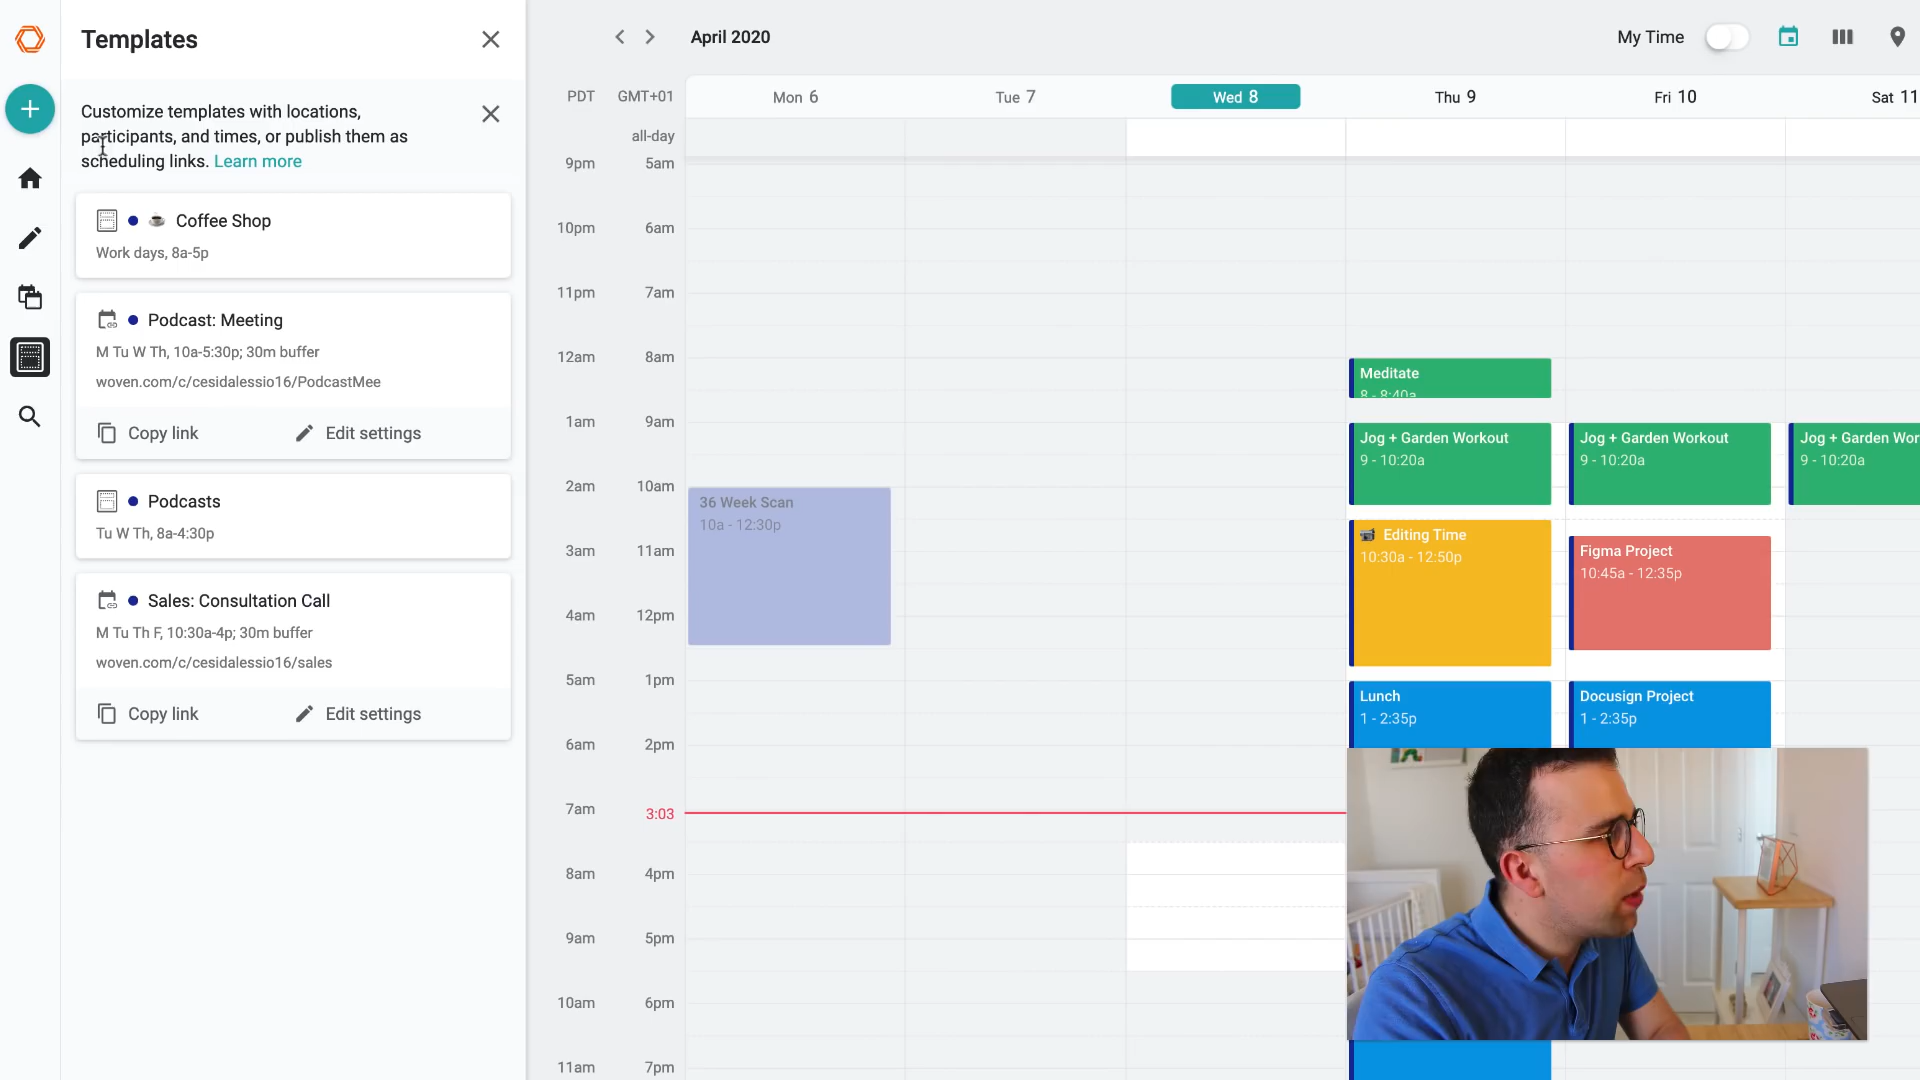 Templates
Customize templates with locations,
participants, and times, or publish them as
scheduling links. Learn more
Coffee Shop
Work days, 8a-5p
Podcast: Meeting
M Tu W Th, 10a-5:30p; 30m buffer
woven.com/c/cesidalessio16/PodcastMee
Copy link
Edit settings
Podcasts
Tu W Th, 8a-4:30p
Sales: Consultation Call
M Tu Th F, 10:30a-4p; 30m buffer
woven.com/c/cesidalessio16/sales
Copy link
Edit settings
April 2020
My Time
PDT GMT+01
Mon 6
Tue 7
Wed 8
Thu 9
Fri 10
Sat 11
all-day
9pm 5am
10pm 6am
11pm 7am
12am 8am
1am 9am
2am 10am
3am 11am
4am 12pm
5am 1pm
6am 2pm
7am
3:03
8am 4pm
9am 5pm
10am 6pm
11am 7pm
36 Week Scan
10a - 12:30p
Meditate
8 - 8:40a
Jog + Garden Workout
9 - 10:20a
Editing Time
10:30a - 12:50p
Lunch
1 - 2:35p
Jog + Garden Workout
9 - 10:20a
Figma Project
10:45a - 12:35p
Docusign Project
1 - 2:35p
Jog + Garden Wor
9 - 10:20a